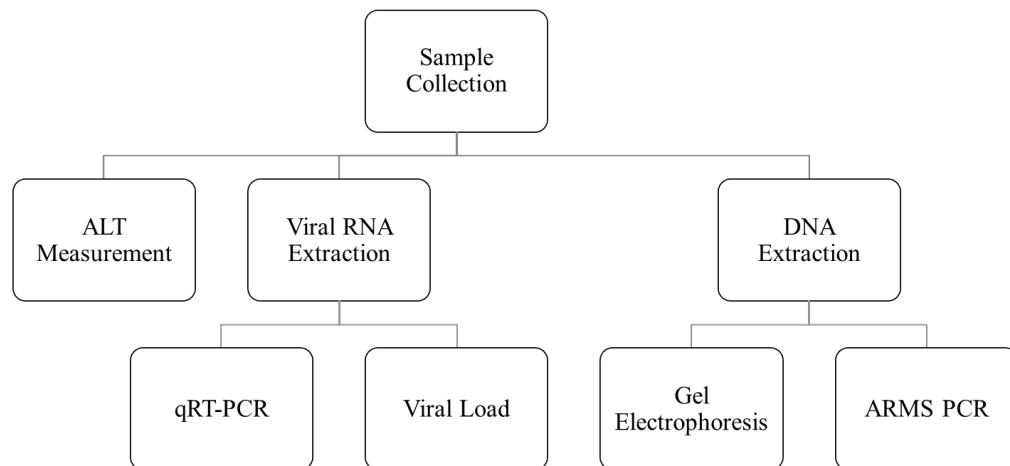 Sample
Collection
ALT
Measurement
Viral RNA
Extraction
DNA
Extraction
qRT-PCR
Viral Load
Gel
Electrophoresis
ARMS PCR